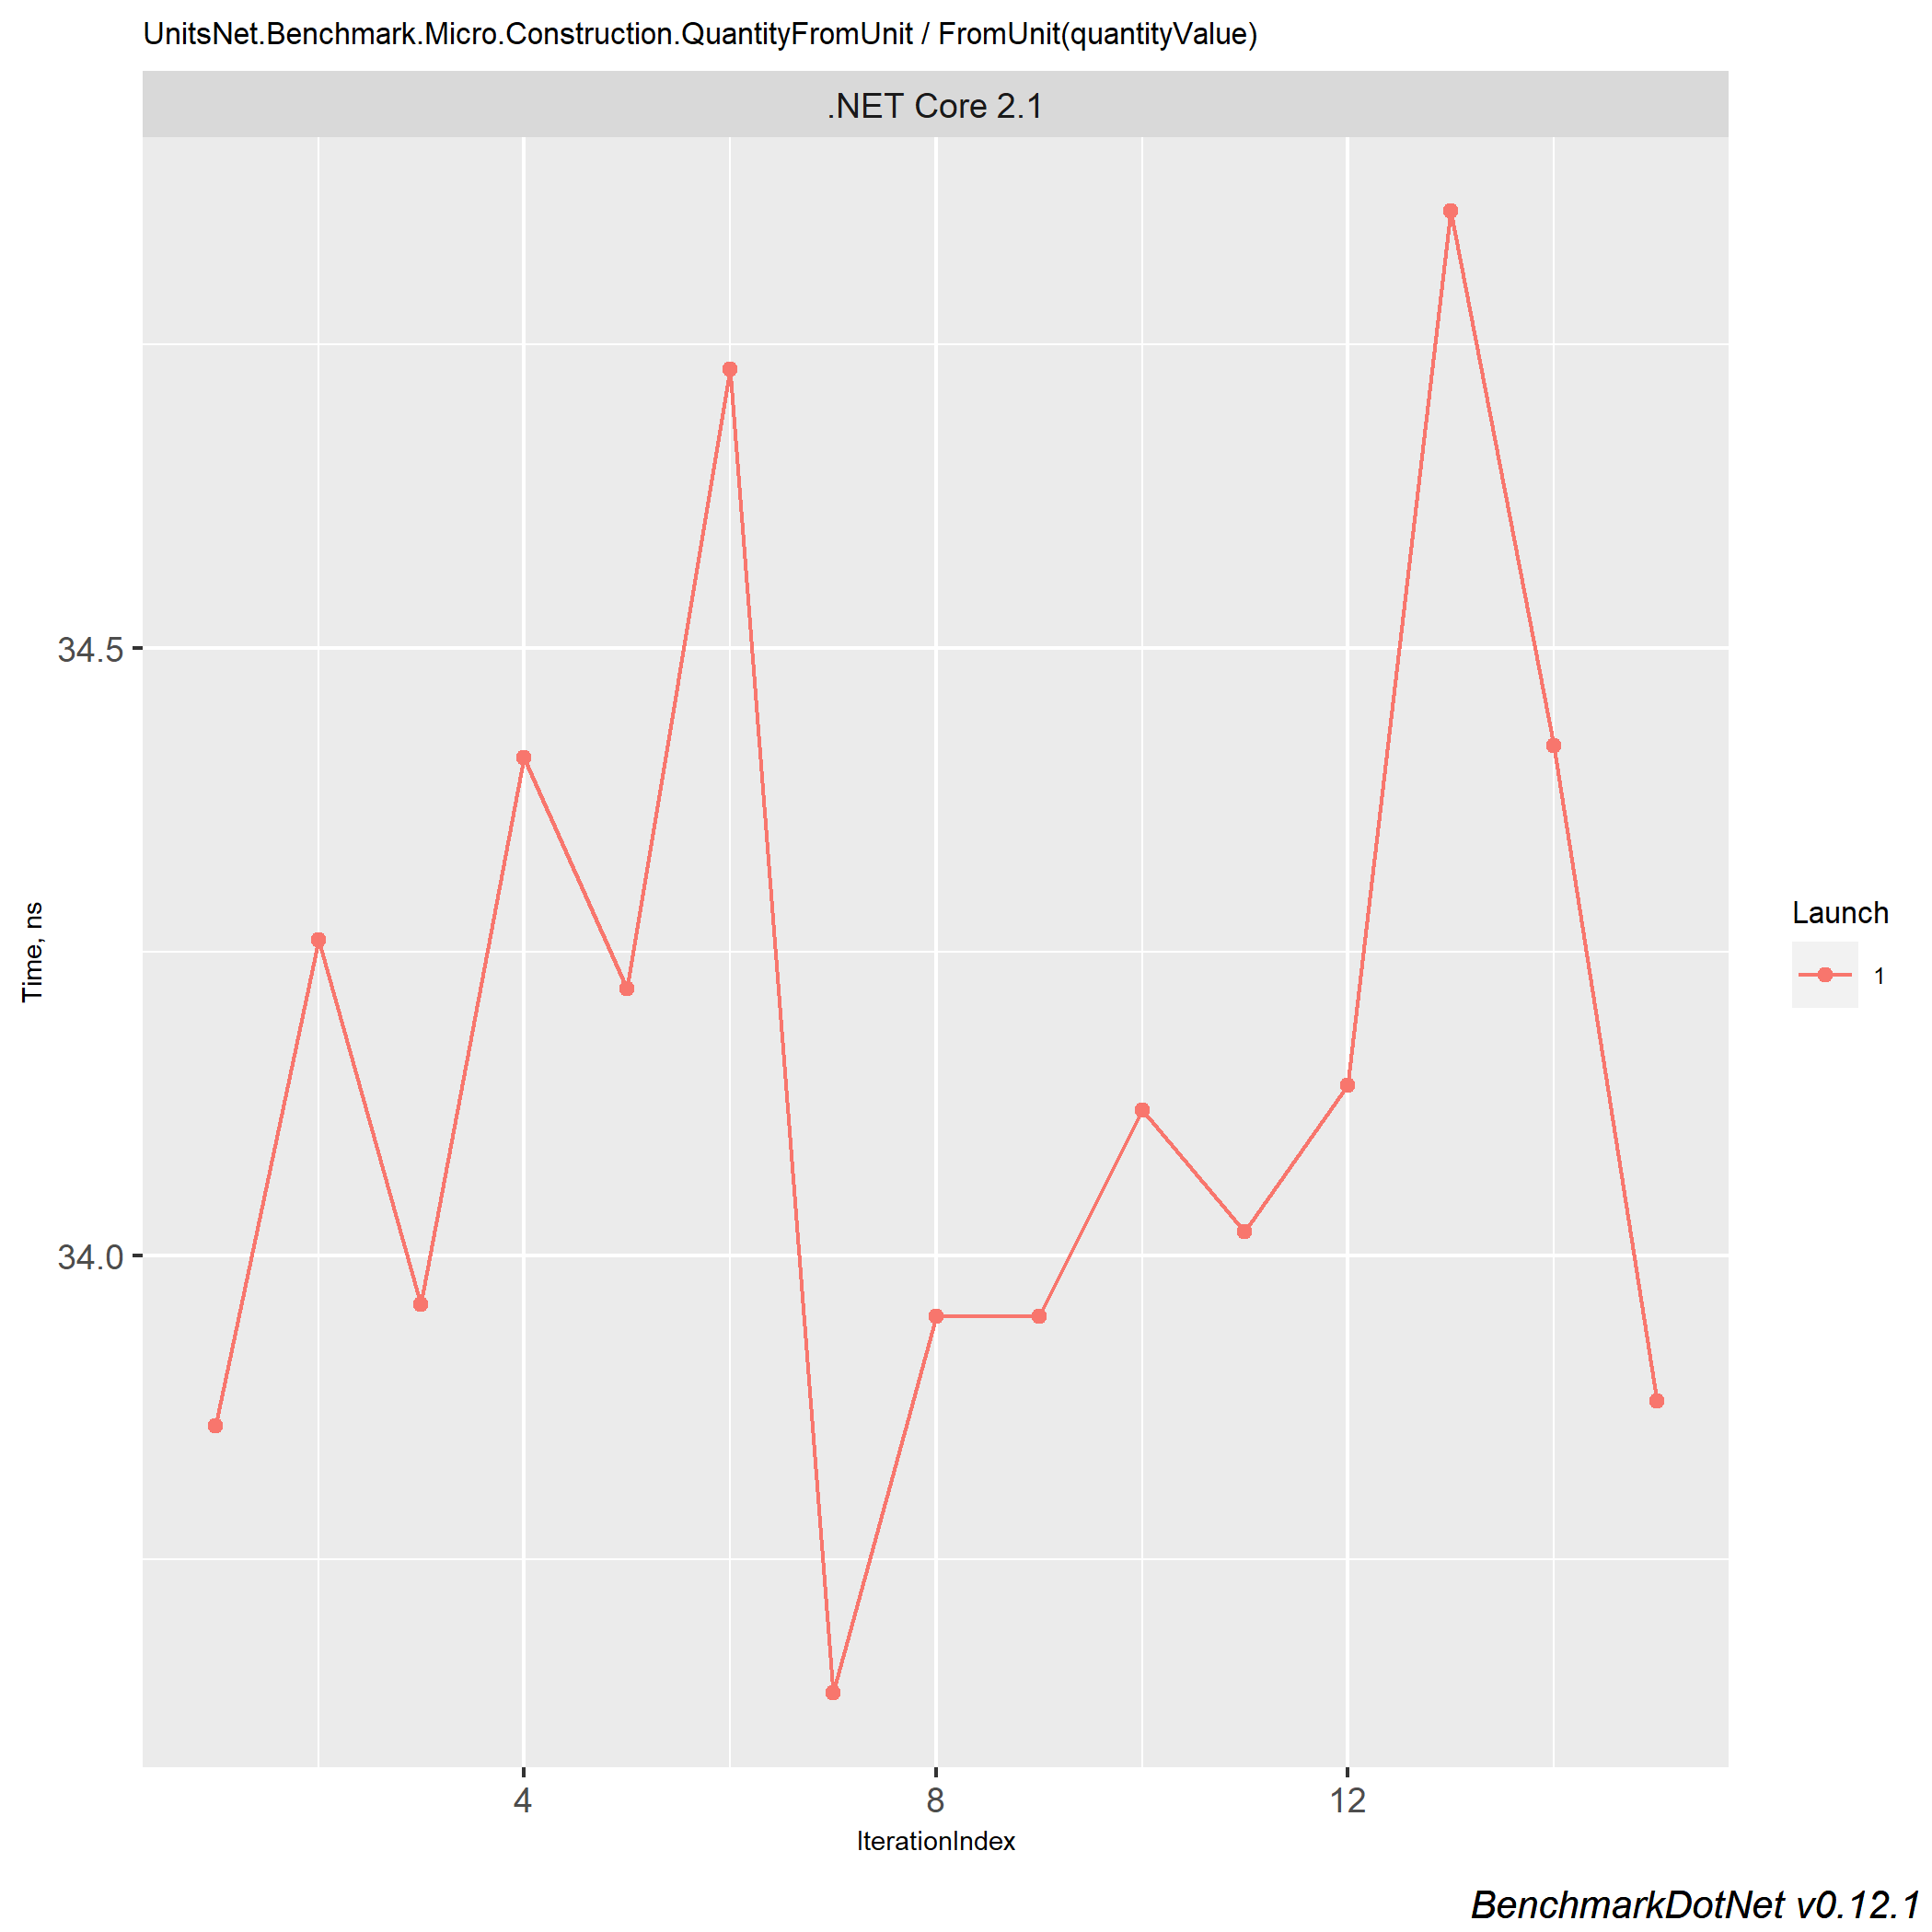 UnitsNet.Benchmark.Micro.Construction.QuantityFromUnit / FromUnit(quantityValue)
.NET Core 2.1
34.5
34.0
Time, ns
Launch
1
4
8
12
IterationIndex
BenchmarkDotNet v0.12.1